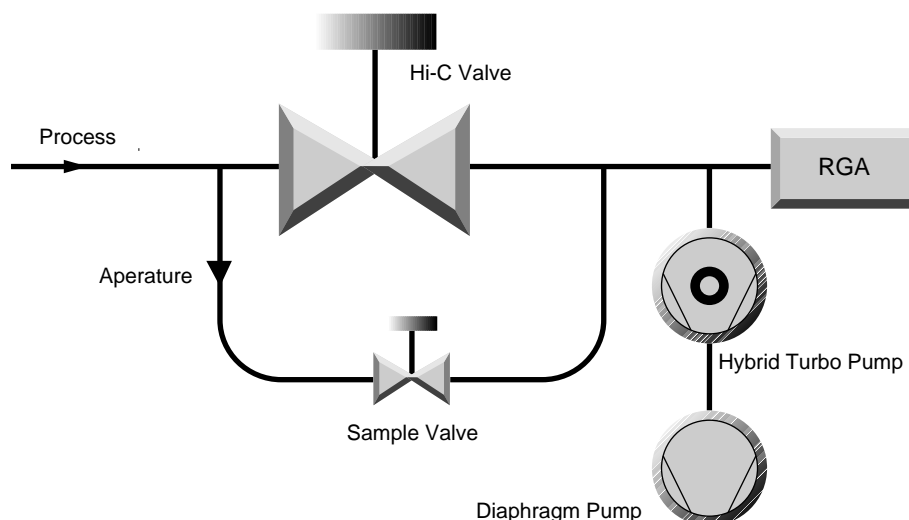 Hi-C Valve
Process
RGA
Aperature
Hybrid Turbo Pump
Sample Valve
Diaphragm Pump